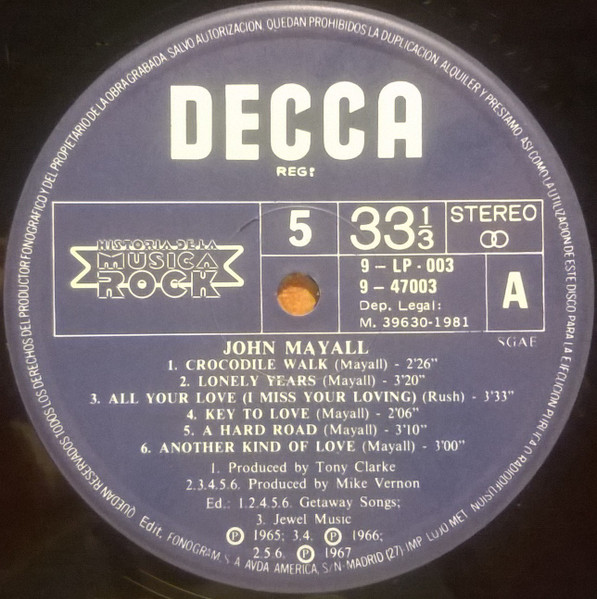 QUEDAN RESERVADOS TODOS LOS DERECHOS DEL PRODUCTOR FONOGRAFICO Y DEL PROPIETARIO DE LA OBRA GRABADA. SALVO AUTORIZACION, QUEDAN PROHIBIDOS LA DUPLICACION, ALQUILER Y PRESTAMO, ASI COMO LA UTILIZACION DE ESTE DISCO PARA LA EJECUCION PUBLICA O RADIODIFUSION
DECCA
REG!
HISTORIA DE LA
MUSICA
ROCK
5
33 1/3
STEREO
9 - LP - 003
9 - 47003
Dep. Legal:
M. 39630-1981
A
SGAE
JOHN MAYALL
1. CROCODILE WALK (Mayall) - 2'26"
2. LONELY YEARS (Mayall) - 3'20"
3. ALL YOUR LOVE (I MISS YOUR LOVING) (Rush) - 3'33"
4. KEY TO LOVE (Mayall) - 2'06"
5. A HARD ROAD (Mayall) - 3'10"
6. ANOTHER KIND OF LOVE (Mayall) - 3'00"
1. Produced by Tony Clarke
2.3.4.5.6. Produced by Mike Vernon
Ed.: 1.2.4.5.6. Getaway Songs;
3. Jewel Music
1. Ⓟ 1965; 3.4. Ⓟ 1966;
2.5 6. Ⓟ 1967
Edit. FONOGRAM, S. A. AVDA AMERICA, S/N-MADRID (27) IMP LUJO MET